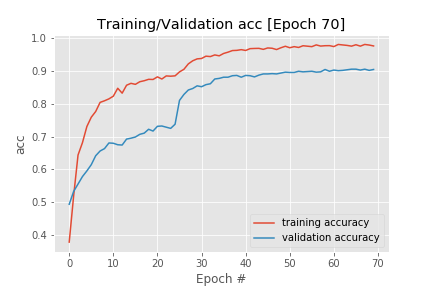 Training/Validation acc [Epoch 70]
1.0
0.9
0.8
0.7
0.6
0.5
0.4
acc
0 10 20 30 40 50 60 70
Epoch #
training accuracy
validation accuracy